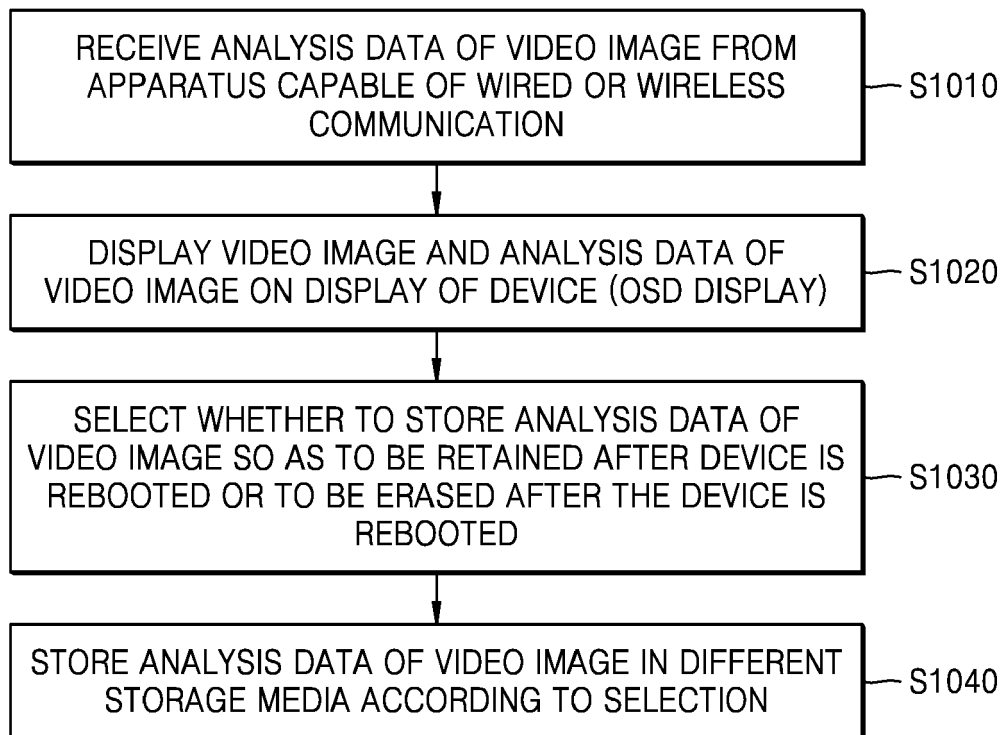 RECEIVE ANALYSIS DATA OF VIDEO IMAGE FROM
APPARATUS CAPABLE OF WIRED OR WIRELESS
COMMUNICATION
S1010
DISPLAY VIDEO IMAGE AND ANALYSIS DATA OF
VIDEO IMAGE ON DISPLAY OF DEVICE (OSD DISPLAY)
S1020
SELECT WHETHER TO STORE ANALYSIS DATA OF
VIDEO IMAGE SO AS TO BE RETAINED AFTER DEVICE IS
REBOOTED OR TO BE ERASED AFTER THE DEVICE IS
REBOOTED
S1030
STORE ANALYSIS DATA OF VIDEO IMAGE IN DIFFERENT
STORAGE MEDIA ACCORDING TO SELECTION
S1040